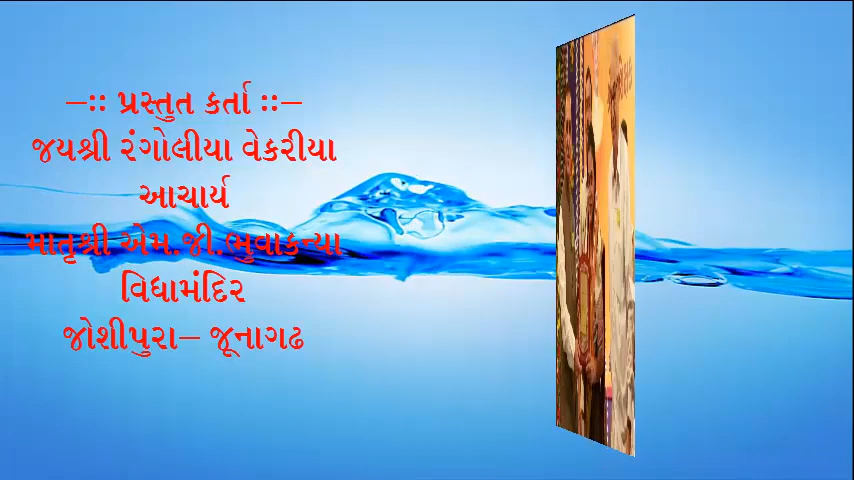 –:: પ્રસ્તુત કર્તા ::–
જયશ્રી રંગોલીયા વેકરીયા
આચાર્ય
માતૃશ્રી એમ.જી.ભુવાકન્યા
વિધામંદિર
જોશીપુરા– જૂનાગઢ